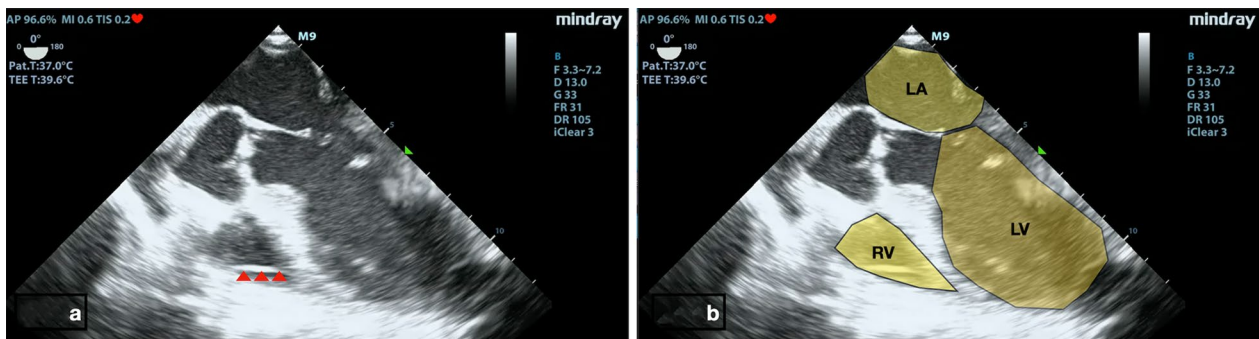 AP 96.6% MI 0.6 TIS 0.2
mindray
M9
0°
180
Pat.T:37.0°C
TEE T:39.6°C
B
F 3.3~7.2
D 13.0
G 33
FR 31
DR 105
iClear 3
5
10
a
AP 96.6% MI 0.6 TIS 0.2
mindray
M9
0°
180
Pat.T:37.0°C
TEE T:39.6°C
B
F 3.3~7.2
D 13.0
G 33
FR 31
DR 105
iClear 3
LA
5
LV
RV
10
b